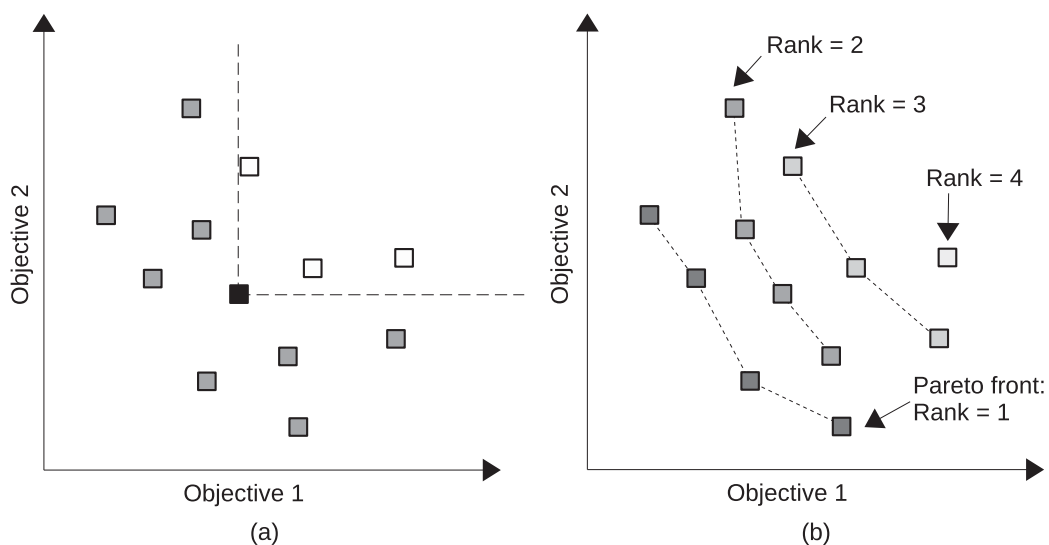 Objective 2
Objective 1
(a)
Rank = 2
Rank = 3
Rank = 4
Objective 2
Pareto front:
Rank = 1
Objective 1
(b)